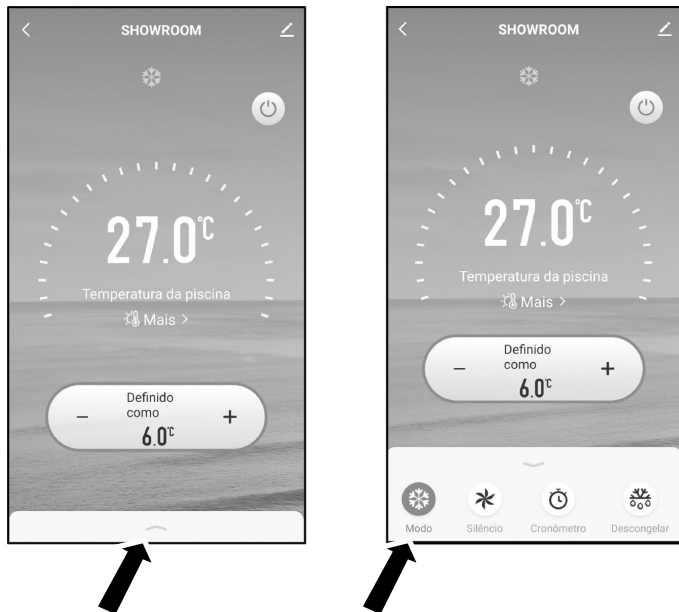 SHOWROOM
27.0°C
Temperatura da piscina
Mais >
Definido
como
− 6.0°C +
SHOWROOM
27.0°C
Temperatura da piscina
Mais >
Definido
como
− 6.0°C +
Modo Silêncio Cronómetro Descongelar